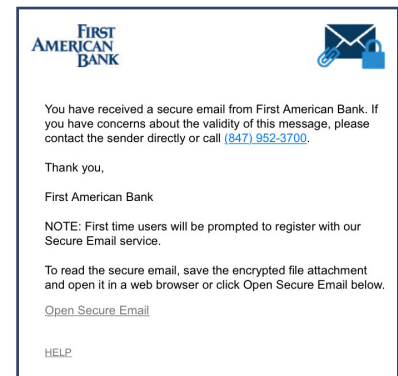 FIRST
AMERICAN
BANK
You have received a secure email from First American Bank. If
you have concerns about the validity of this message, please
contact the sender directly or call (847) 952-3700.
Thank you,
First American Bank
NOTE: First time users will be prompted to register with our
Secure Email service.
To read the secure email, save the encrypted file attachment
and open it in a web browser or click Open Secure Email below.
Open Secure Email
HELP